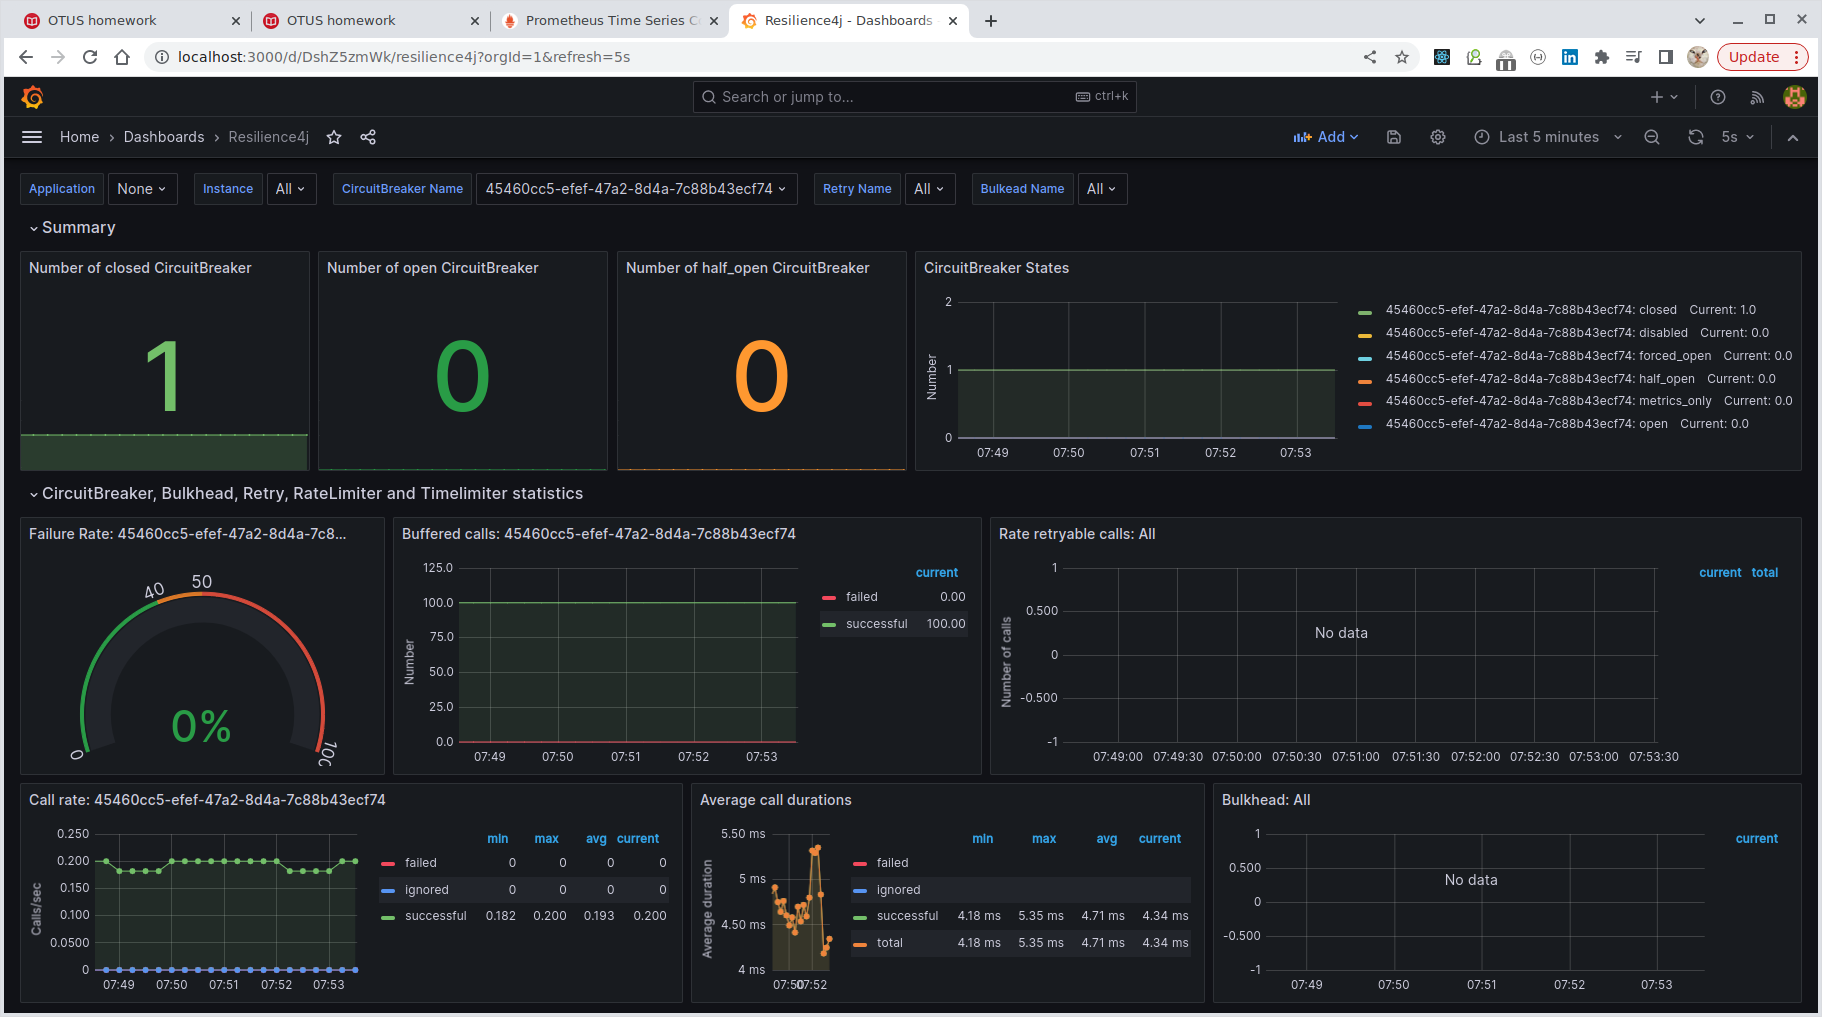 OTUS homework
OTUS homework
Prometheus Time Series Co
Resilience4j - Dashboards
localhost:3000/d/DshZ5zmWk/resilience4j?orgId=1&refresh=5s
Update
Search or jump to...
ctrl+k
Home › Dashboards › Resilience4j
Add
Last 5 minutes
5s
Application None
Instance All
CircuitBreaker Name 45460cc5-efef-47a2-8d4a-7c88b43ecf74
Retry Name All
Bulkead Name All
Summary
Number of closed CircuitBreaker
1
Number of open CircuitBreaker
0
Number of half_open CircuitBreaker
0
CircuitBreaker States
Number
2
1
0
07:49 07:50 07:51 07:52 07:53
45460cc5-efef-47a2-8d4a-7c88b43ecf74: closed Current: 1.0
45460cc5-efef-47a2-8d4a-7c88b43ecf74: disabled Current: 0.0
45460cc5-efef-47a2-8d4a-7c88b43ecf74: forced_open Current: 0.0
45460cc5-efef-47a2-8d4a-7c88b43ecf74: half_open Current: 0.0
45460cc5-efef-47a2-8d4a-7c88b43ecf74: metrics_only Current: 0.0
45460cc5-efef-47a2-8d4a-7c88b43ecf74: open Current: 0.0
CircuitBreaker, Bulkhead, Retry, RateLimiter and Timelimiter statistics
Failure Rate: 45460cc5-efef-47a2-8d4a-7c8...
0
40
50
100
0%
Buffered calls: 45460cc5-efef-47a2-8d4a-7c88b43ecf74
Number
125.0
100.0
75.0
50.0
25.0
0.0
07:49 07:50 07:51 07:52 07:53
current
failed 0.00
successful 100.00
Rate retryable calls: All
Number of calls
1
0.500
0
-0.500
-1
No data
07:49:00 07:49:30 07:50:00 07:50:30 07:51:00 07:51:30 07:52:00 07:52:30 07:53:00 07:53:30
current total
Call rate: 45460cc5-efef-47a2-8d4a-7c88b43ecf74
Calls/sec
0.250
0.200
0.150
0.100
0.0500
0
07:49 07:50 07:51 07:52 07:53
min max avg current
failed 0 0 0 0
ignored 0 0 0 0
successful 0.182 0.200 0.193 0.200
Average call durations
Average duration
5.50 ms
5 ms
4.50 ms
4 ms
07:50 07:52
min max avg current
failed
ignored
successful 4.18 ms 5.35 ms 4.71 ms 4.34 ms
total 4.18 ms 5.35 ms 4.71 ms 4.34 ms
Bulkhead: All
1
0.500
0
-0.500
-1
No data
07:49 07:50 07:51 07:52 07:53
current